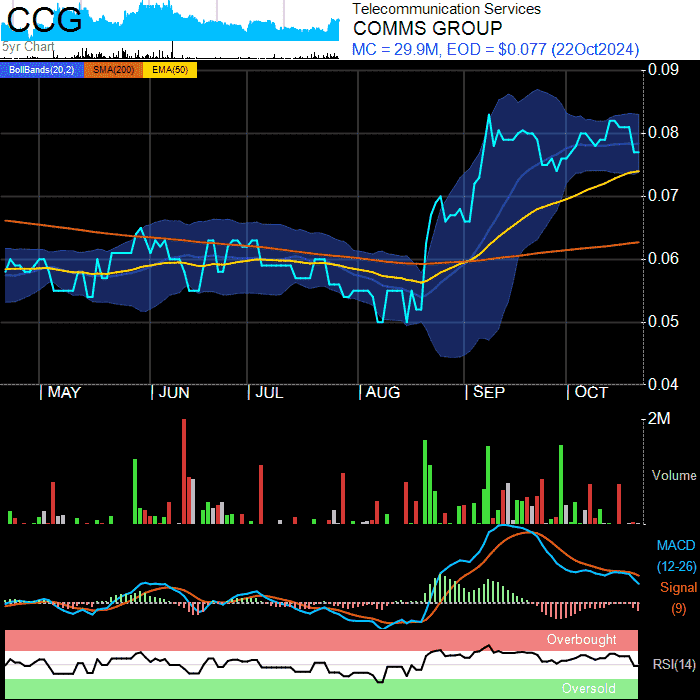 CCG
5yr Chart
Telecommunication Services
COMMS GROUP
MC = 29.9M, EOD = $0.077 (22Oct2024)
BollBands(20,2) SMA(200) EMA(50)
0.09
0.08
0.07
0.06
0.05
0.04
MAY JUN JUL AUG SEP OCT
2M
Volume
MACD
(12-26)
Signal
(9)
Overbought
RSI(14)
Oversold